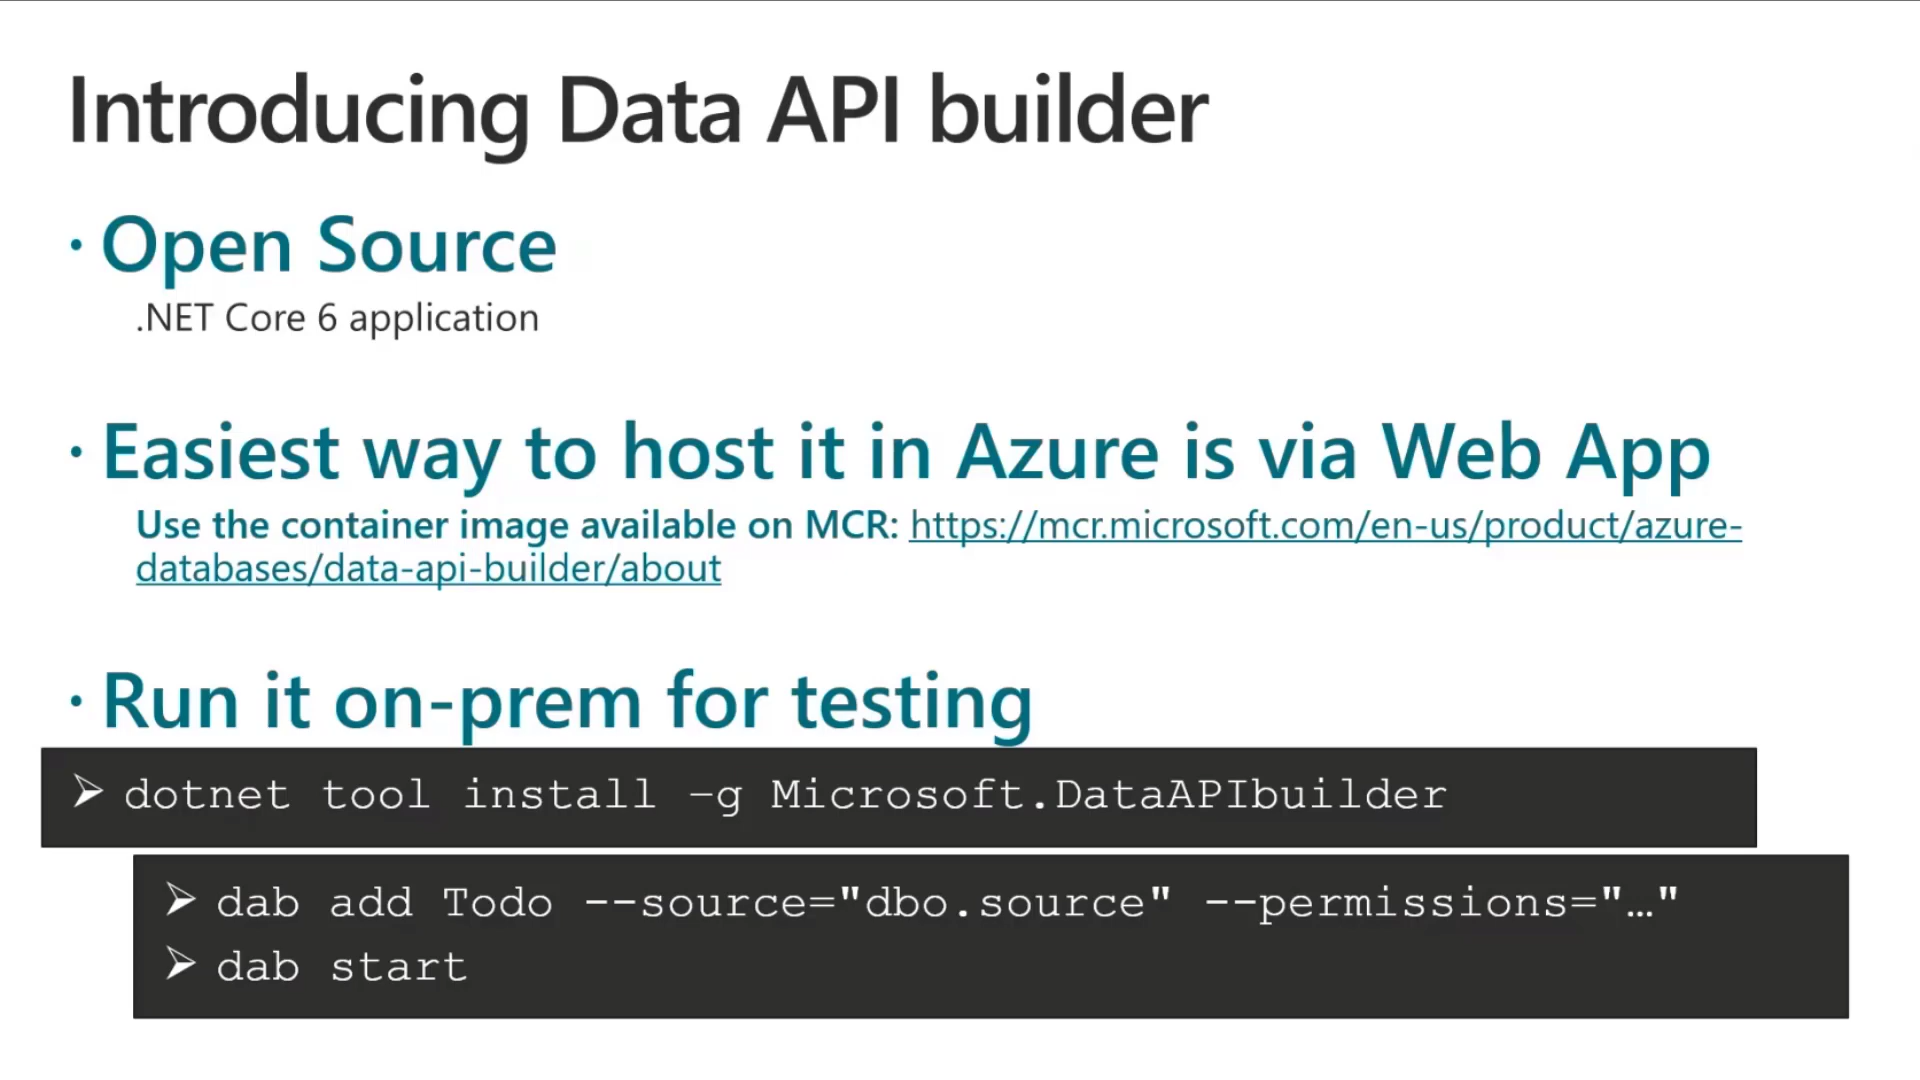 Introducing Data API builder
· Open Source
.NET Core 6 application
· Easiest way to host it in Azure is via Web App
Use the container image available on MCR: https://mcr.microsoft.com/en-us/product/azure-
databases/data-api-builder/about
· Run it on-prem for testing
➢ dotnet tool install –g Microsoft.DataAPIbuilder
➢ dab add Todo --source="dbo.source" --permissions="…"
➢ dab start